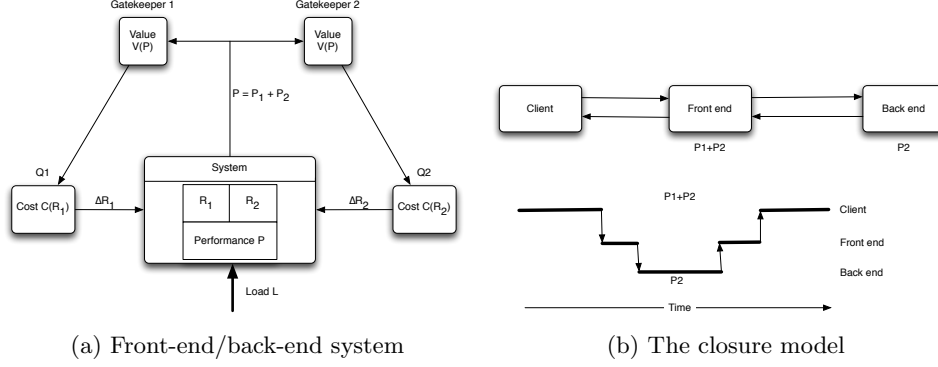 Gatekeeper 1
Gatekeeper 2
Value
V(P)
Value
V(P)
P = P1 + P2
Q1
Q2
System
Cost C(R1)
ΔR1
R1
R2
ΔR2
Cost C(R2)
Performance P
Load L
(a) Front-end/back-end system
Client
Front end
Back end
P1+P2
P2
P1+P2
Client
Front end
Back end
P2
Time
(b) The closure model